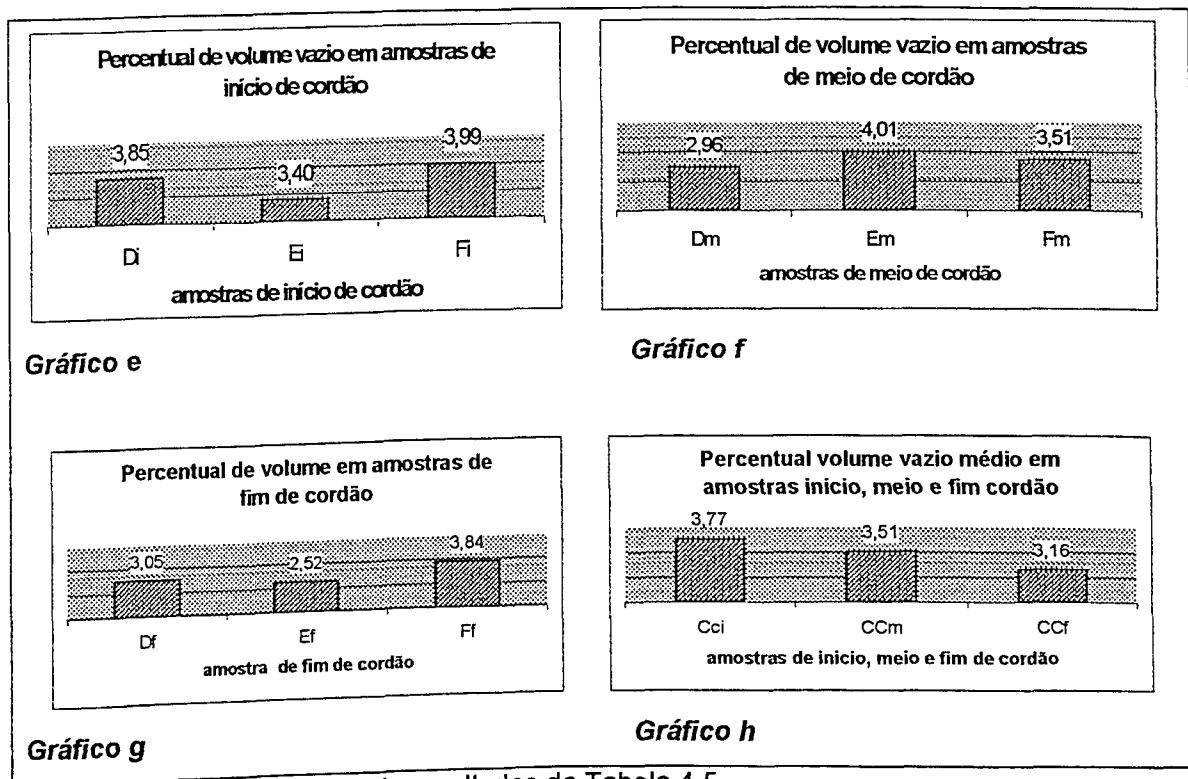 Percentual de volume vazio em amostras de
início de cordão
3,85
3,40
3,99
Di
Ei
Fi
amostras de início de cordão
Gráfico e
Percentual de volume vazio em amostras
de meio de cordão
2,96
4,01
3,51
Dm
Em
Fm
amostras de meio de cordão
Gráfico f
Percentual de volume em amostras de
fim de cordão
3,05
2,52
3,84
Df
Ef
Ff
amostra de fim de cordão
Gráfico g
Percentual volume vazio médio em
amostras inicio, meio e fim cordão
3,77
3,51
3,16
Cci
CCm
CCf
amostras de inicio, meio e fim de cordão
Gráfico h
da Tabela 4.5